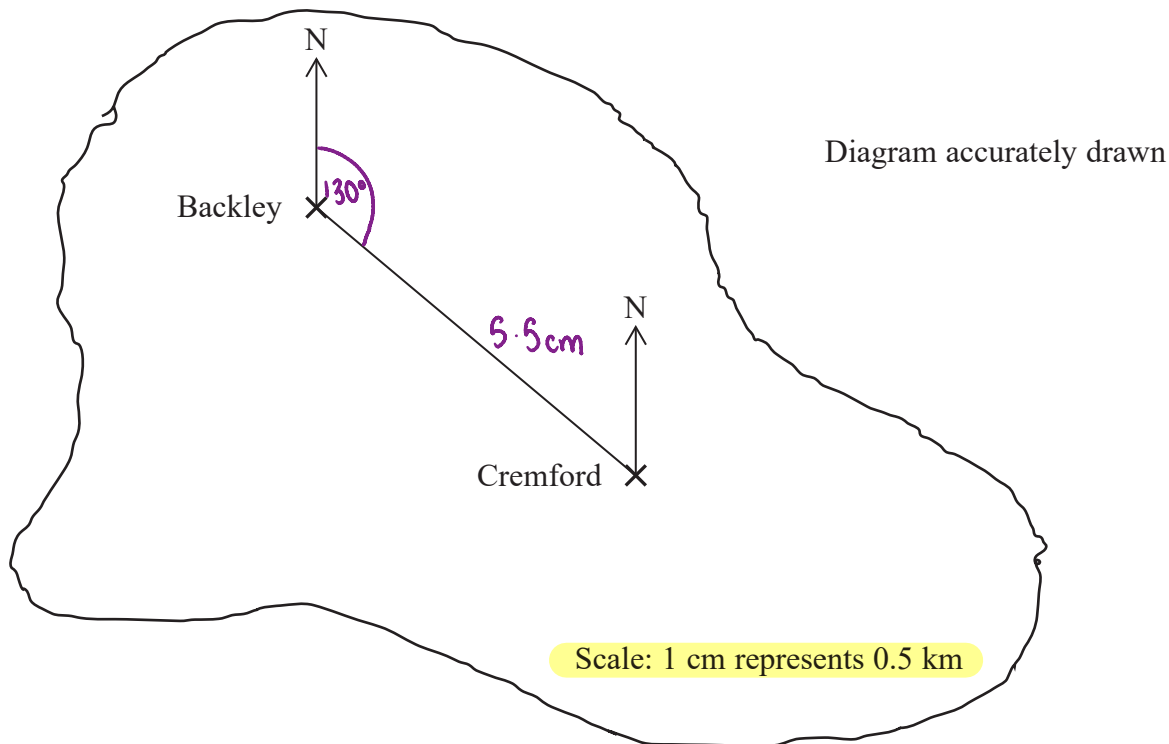 N
Diagram accurately drawn
130°
Backley
N
5.5cm
Cremford
Scale: 1 cm represents 0.5 km